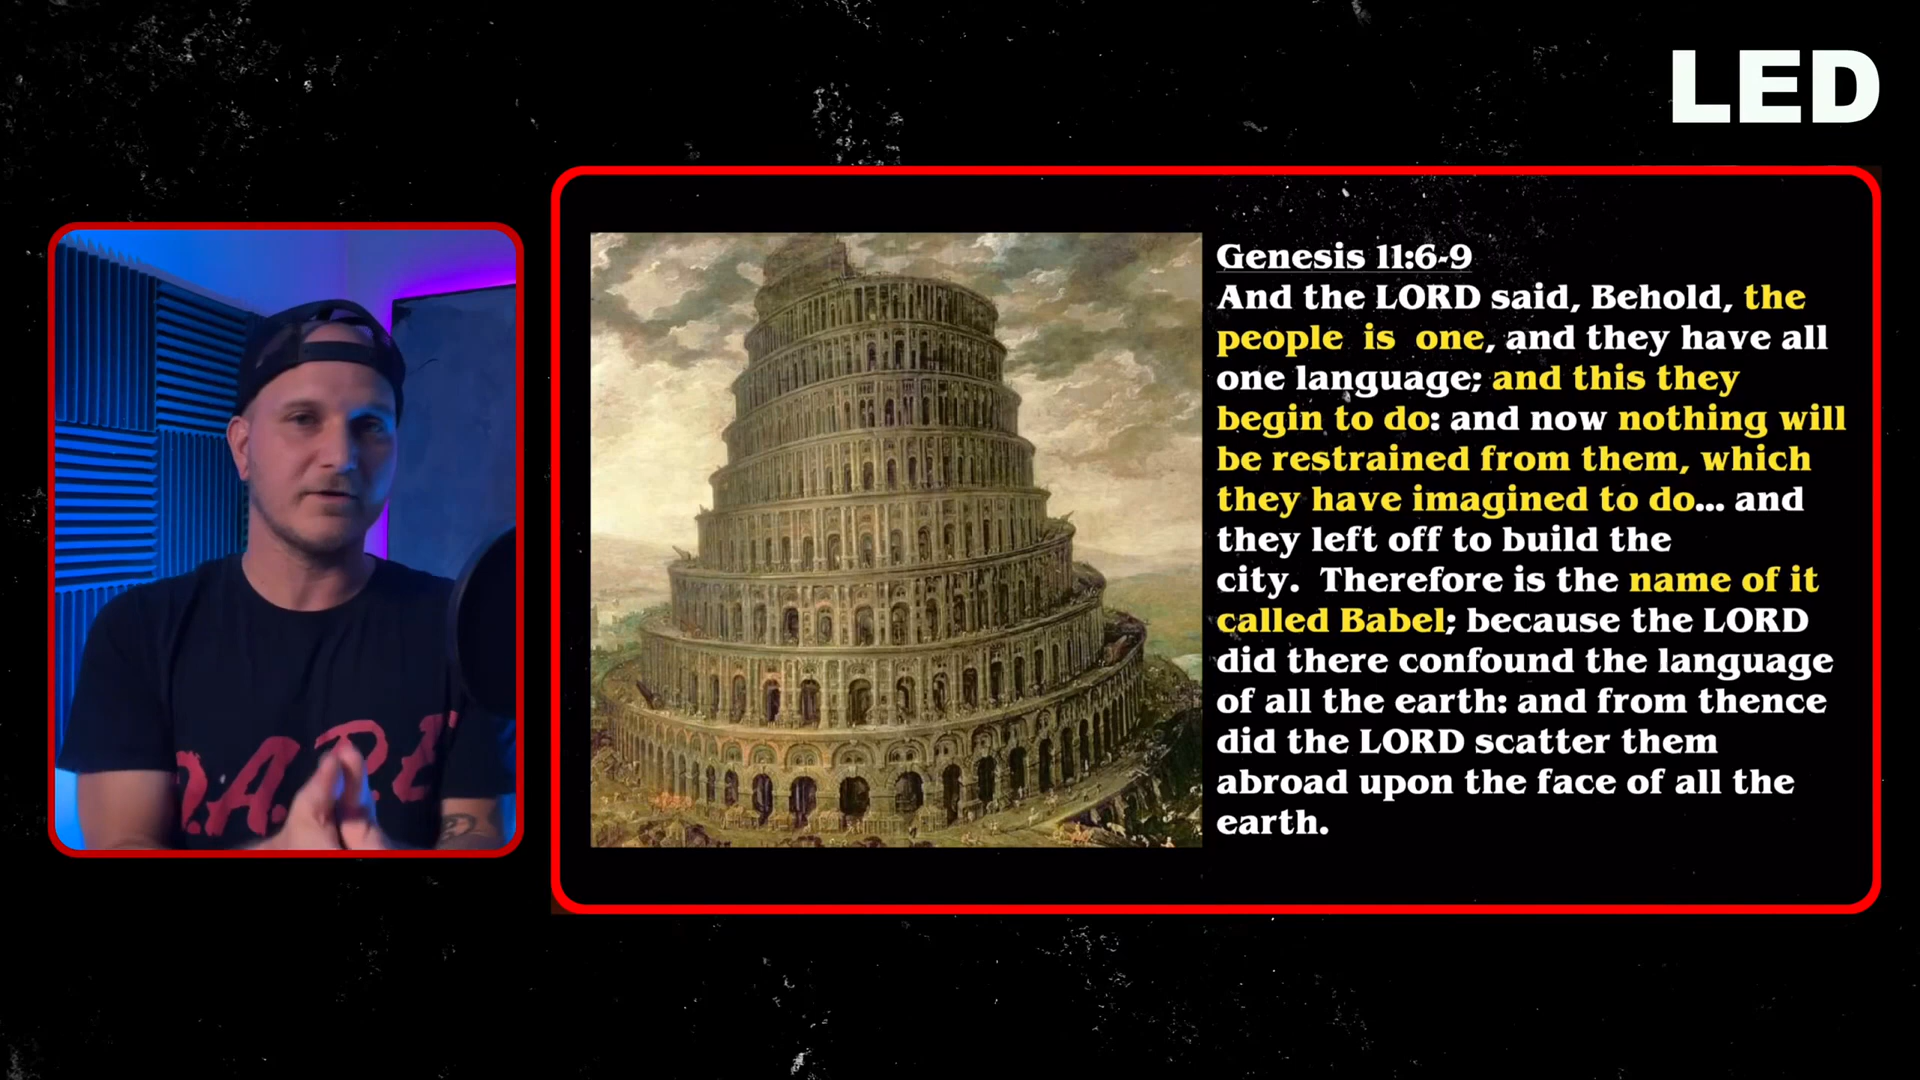 LED
Genesis 11:6-9
And the LORD said, Behold, the
people is one, and they have all
one language; and this they
begin to do: and now nothing will
be restrained from them, which
they have imagined to do... and
they left off to build the
city. Therefore is the name of it
called Babel; because the LORD
did there confound the language
of all the earth: and from thence
did the LORD scatter them
abroad upon the face of all the
earth.
D.A.R.E